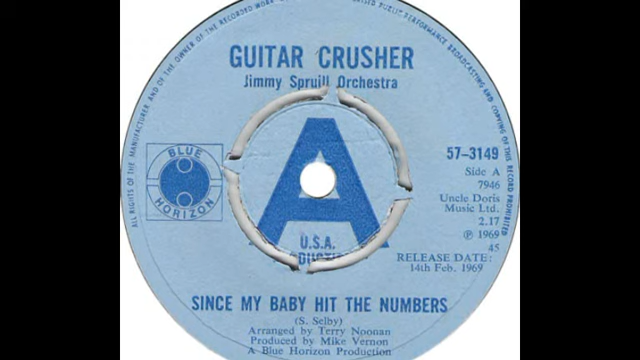 GUITAR CRUSHER
Jimmy Spruill Orchestra
BLUE
HORIZON
57-3149
Side A
7946
Uncle Doris
Music Ltd.
2.17
℗ 1969
45
RELEASE DATE:
14th Feb. 1969
A
U.S.A.
SINCE MY BABY HIT THE NUMBERS
(S. Selby)
Arranged by Terry Noonan
Produced by Mike Vernon
A Blue Horizon Production
ALL RIGHTS OF THE MANUFACTURER AND OF THE OWNER OF THE RECORDED WORK
PUBLIC PERFORMANCE BROADCASTING AND COPYING OF THIS RECORD PROHIBITED